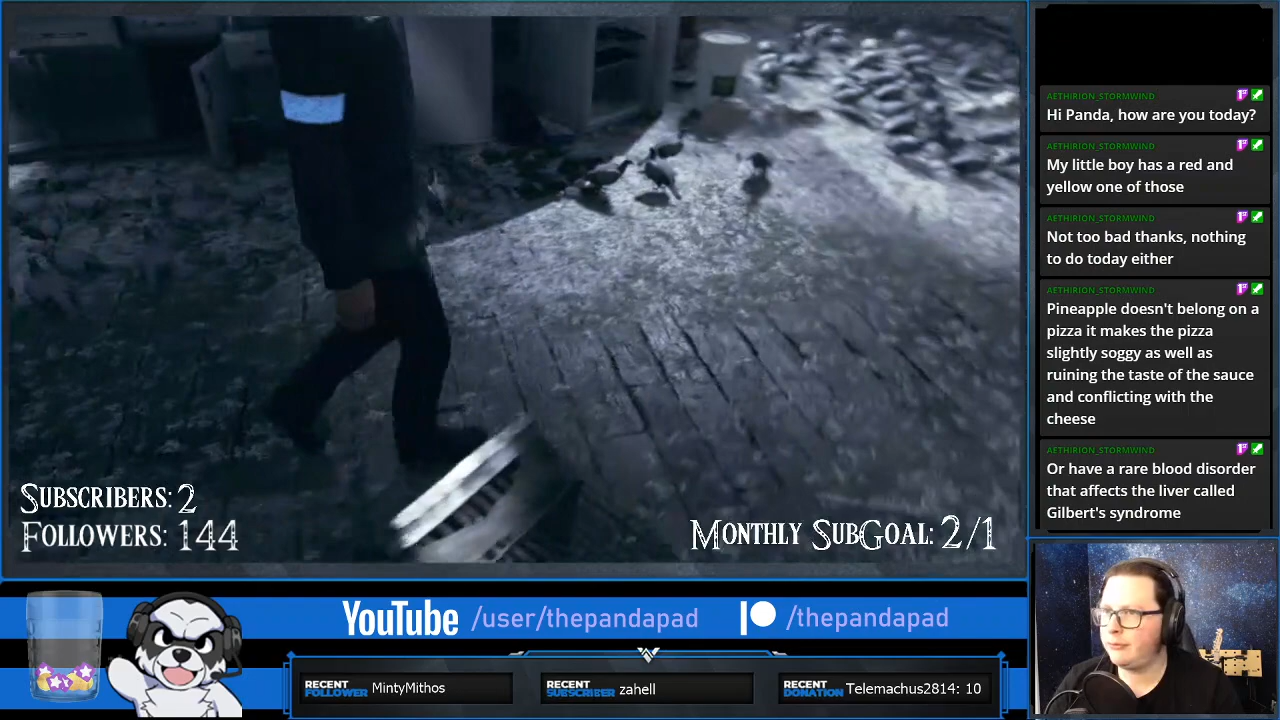 AETHIRION_STORMWIND
Hi Panda, how are you today?
AETHIRION_STORMWIND
My little boy has a red and
yellow one of those
AETHIRION_STORMWIND
Not too bad thanks, nothing
to do today either
AETHIRION_STORMWIND
Pineapple doesn't belong on a
pizza it makes the pizza
slightly soggy as well as
ruining the taste of the sauce
and conflicting with the
cheese
AETHIRION_STORMWIND
Or have a rare blood disorder
that affects the liver called
Gilbert's syndrome
Subscribers: 2
Followers: 144
Monthly SubGoal: 2/1
YouTube /user/thepandapad
/thepandapad
RECENT FOLLOWER MintyMithos
RECENT SUBSCRIBER zahell
RECENT DONATION Telemachus2814: 10